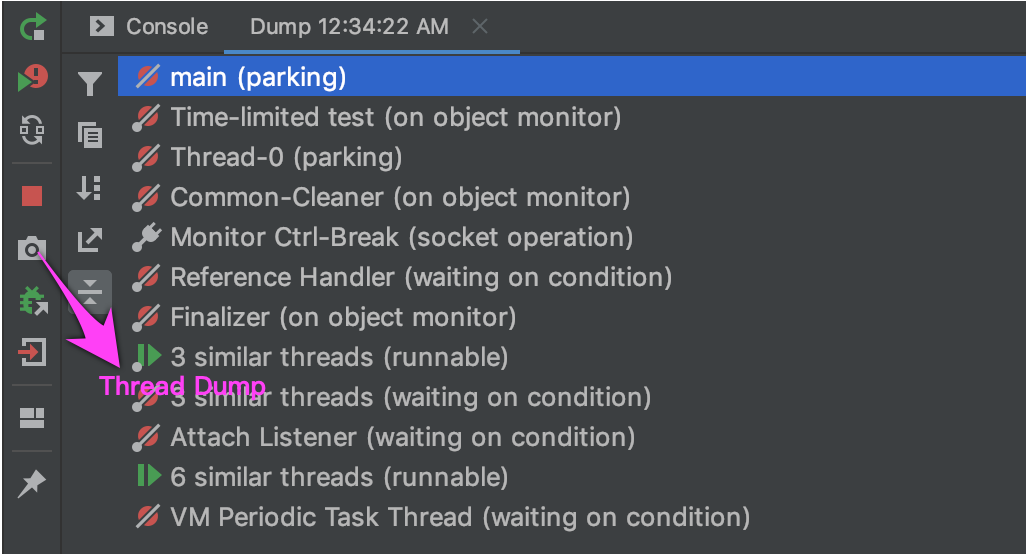 Console Dump 12:34:22 AM
main (parking)
Time-limited test (on object monitor)
Thread-0 (parking)
Common-Cleaner (on object monitor)
Monitor Ctrl-Break (socket operation)
Reference Handler (waiting on condition)
Finalizer (on object monitor)
3 similar threads (runnable)
Thread Dump
3 similar threads (waiting on condition)
Attach Listener (waiting on condition)
6 similar threads (runnable)
VM Periodic Task Thread (waiting on condition)